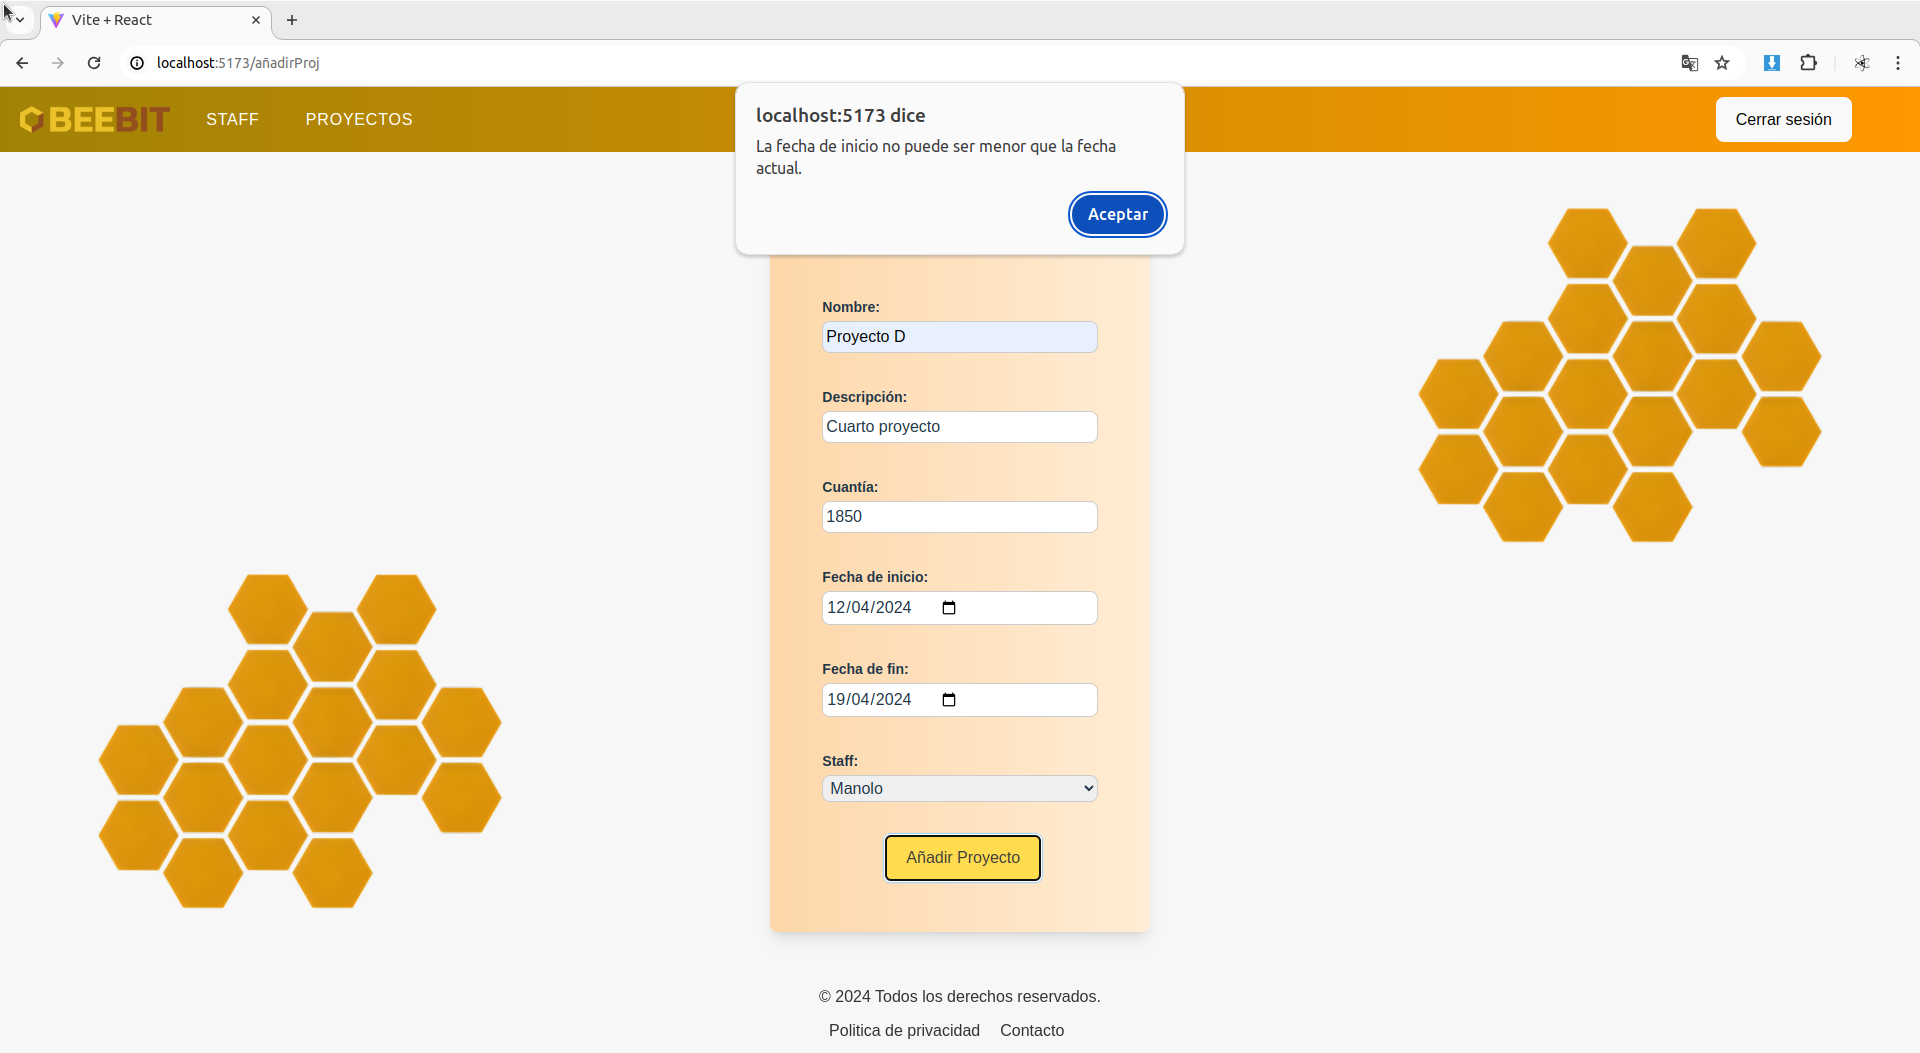 Vite + React
localhost:5173/añadirProj
BEEBIT STAFF PROYECTOS Cerrar sesión
localhost:5173 dice
La fecha de inicio no puede ser menor que la fecha
actual.
Aceptar
Nombre:
Proyecto D
Descripción:
Cuarto proyecto
Cuantía:
1850
Fecha de inicio:
12/04/2024
Fecha de fin:
19/04/2024
Staff:
Manolo
Añadir Proyecto
© 2024 Todos los derechos reservados.
Politica de privacidad Contacto